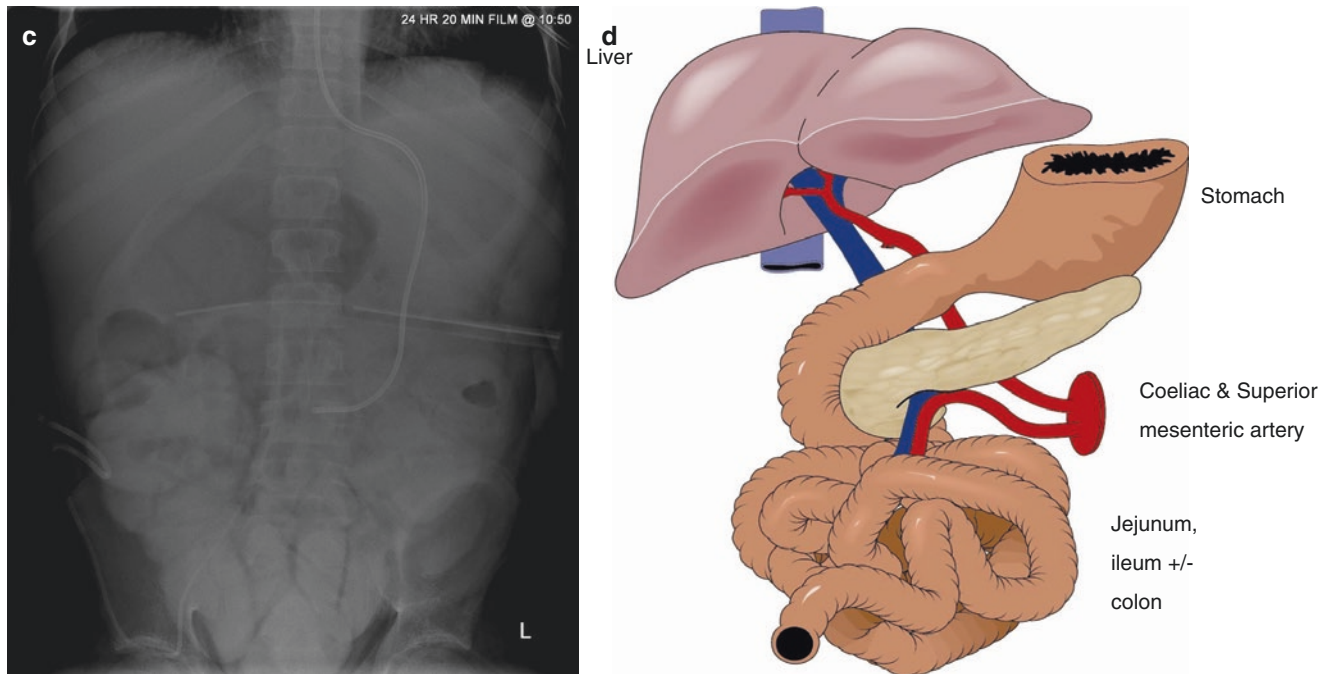 c
24 HR 20 MIN FILM @ 10:50
L
d
Liver
Stomach
Coeliac & Superior
mesenteric artery
Jejunum,
ileum +/-
colon